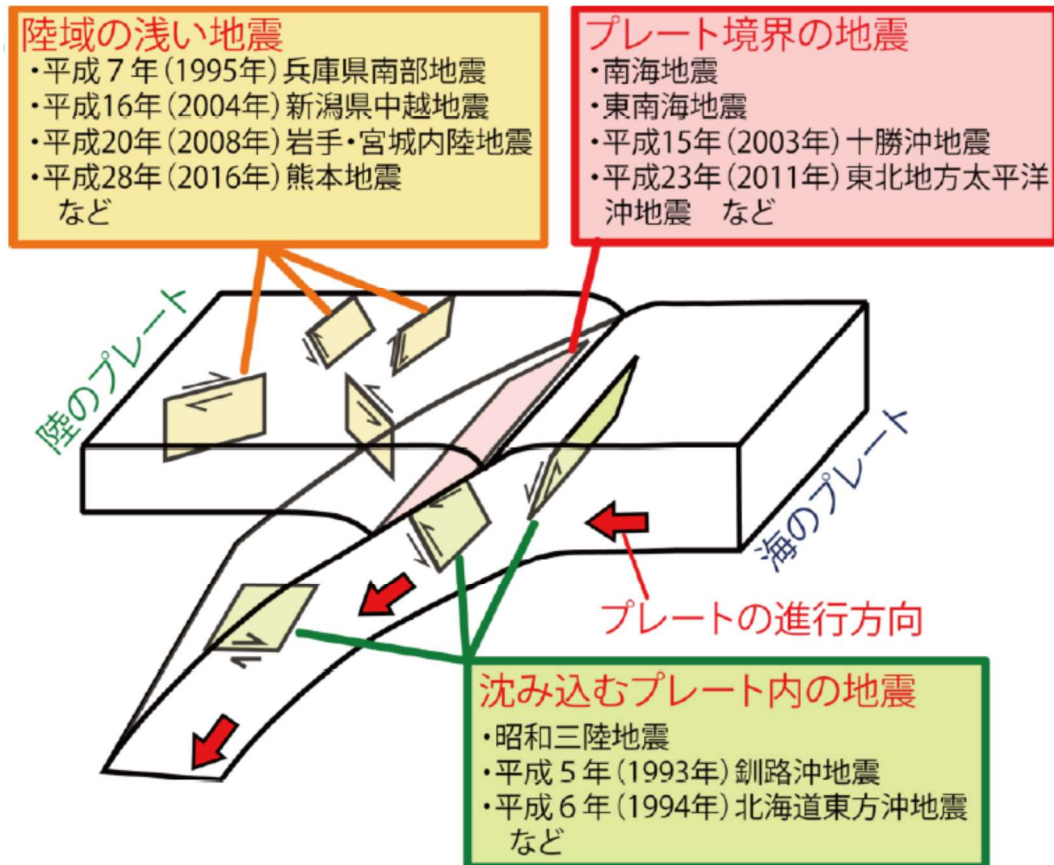 陸域の浅い地震
・平成7年(1995年)兵庫県南部地震
・平成16年(2004年)新潟県中越地震
・平成20年(2008年)岩手・宮城内陸地震
・平成28年(2016年)熊本地震
など
プレート境界の地震
・南海地震
・東南海地震
・平成15年(2003年)十勝沖地震
・平成23年(2011年)東北地方太平洋
沖地震 など
陸のプレート
海のプレート
プレートの進行方向
沈み込むプレート内の地震
・昭和三陸地震
・平成5年(1993年)釧路沖地震
・平成6年(1994年)北海道東方沖地震
など